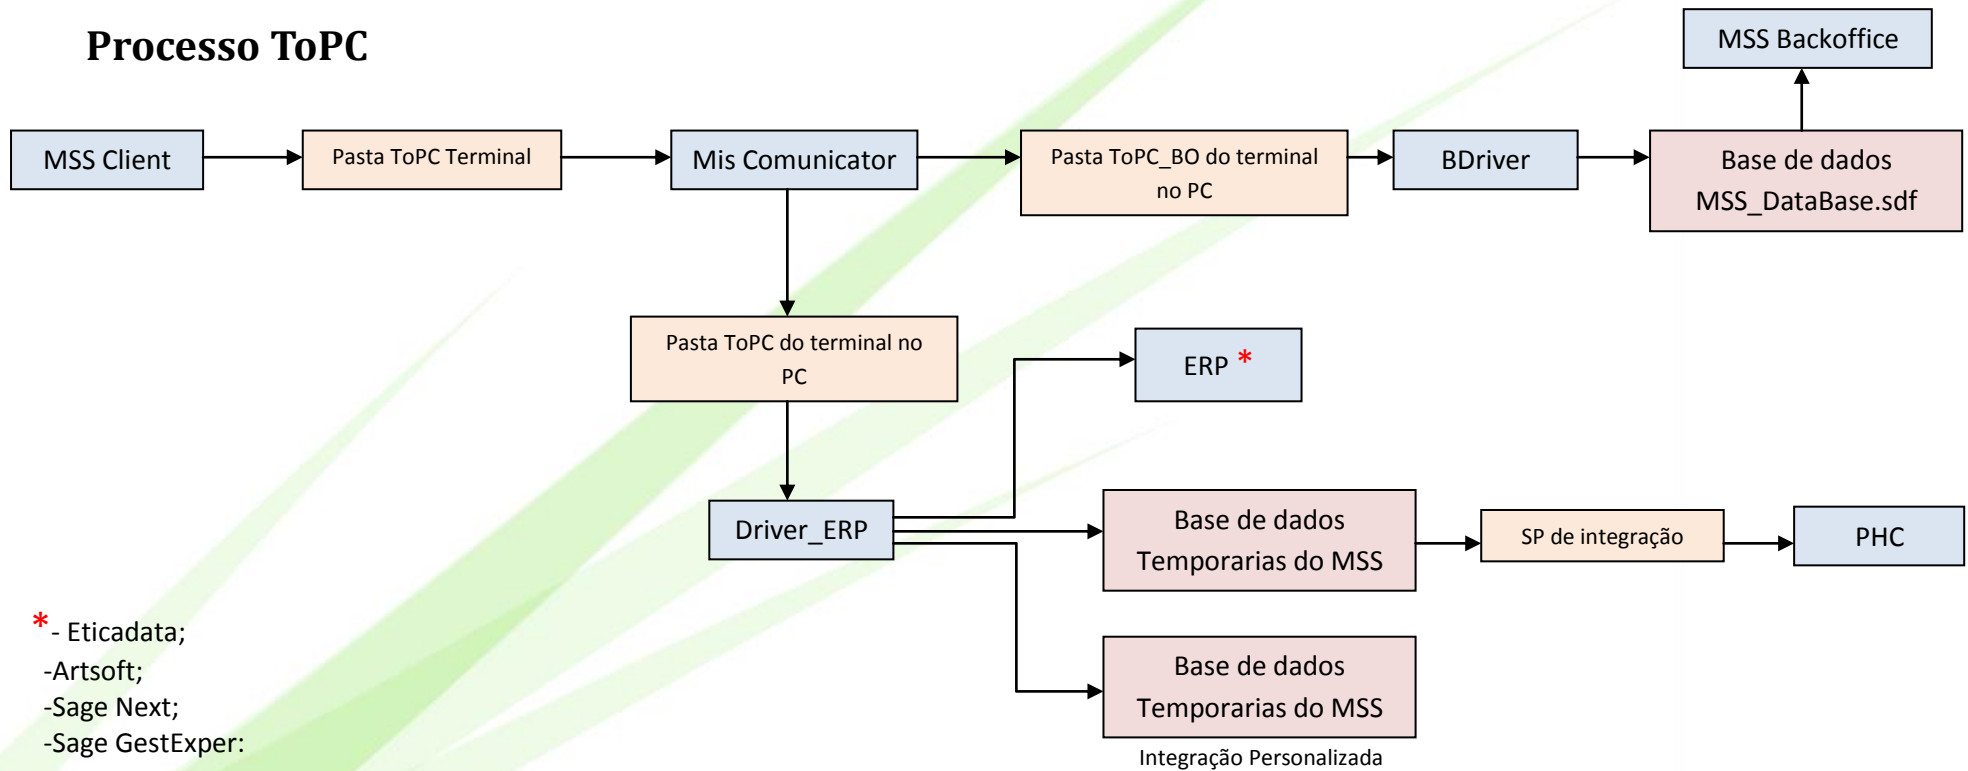 Processo ToPC
MSS Backoffice
MSS Client
Pasta ToPC Terminal
Mis Comunicator
Pasta ToPC_BO do terminal
no PC
BDriver
Base de dados
MSS_DataBase.sdf
Pasta ToPC do terminal no
PC
ERP *
Driver_ERP
Base de dados
Temporarias do MSS
SP de integração
PHC
Base de dados
Temporarias do MSS
Integração Personalizada
*- Eticadata;
-Artsoft;
-Sage Next;
-Sage GestExper: